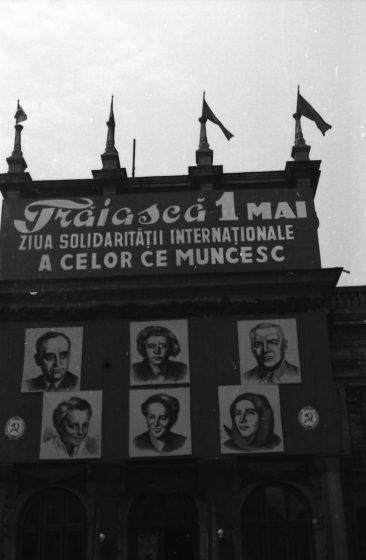 Trăiască 1 MAI
ZIUA SOLIDARITĂȚII INTERNAȚIONALE
A CELOR CE MUNCESC